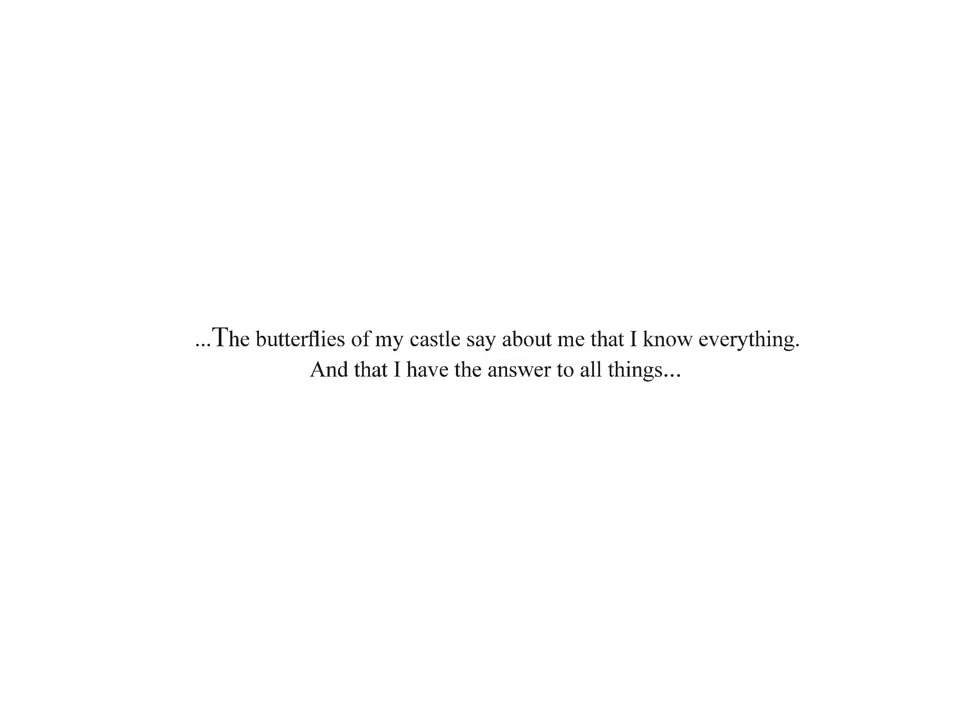 ...The butterflies of my castle say about me that I know everything.
And that I have the answer to all things...